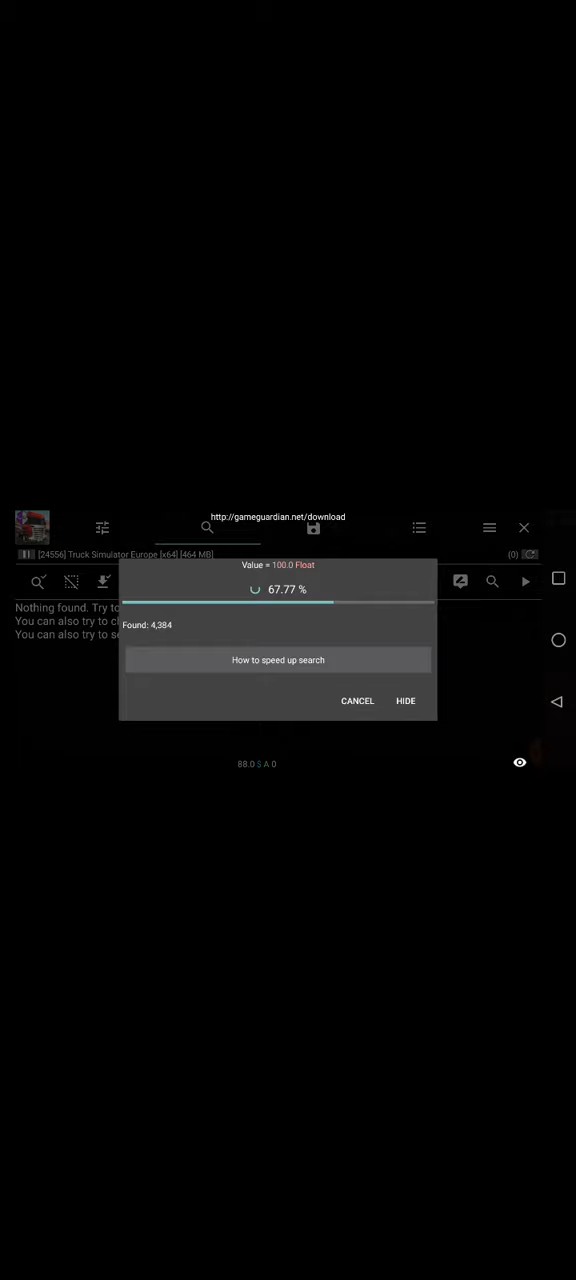 http://gameguardian.net/download
[24556] Truck Simulator Europe [x64] [464 MB]
(0)
Value = 100.0 Float
67.77 %
Nothing found. Try to
You can also try to c
You can also try to se
Found: 4,384
How to speed up search
CANCEL
HIDE
88.0 S A 0